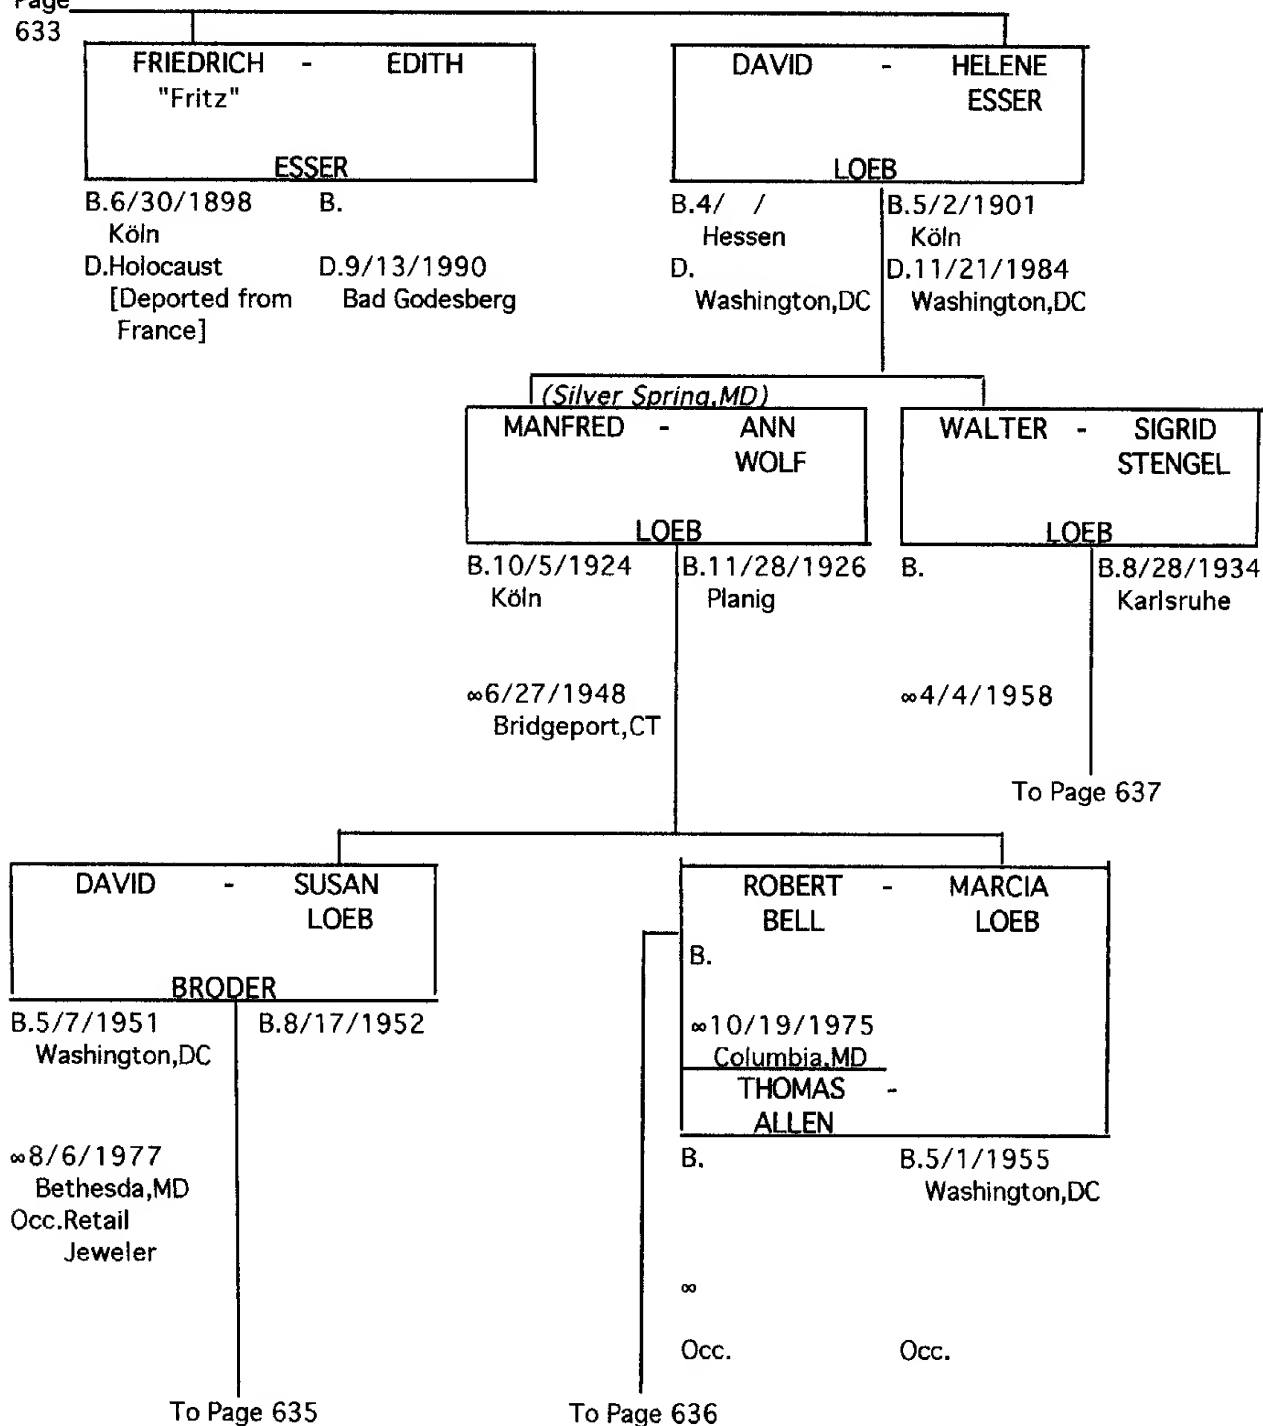 Page
633
FRIEDRICH - EDITH
"Fritz"
ESSER
B.6/30/1898 B.
Köln
D.Holocaust D.9/13/1990
[Deported from Bad Godesberg
France]
DAVID - HELENE
ESSER
LOEB
B.4/ / B.5/2/1901
Hessen Köln
D. D.11/21/1984
Washington,DC Washington,DC
(Silver Spring,MD)
MANFRED - ANN
WOLF
LOEB
B.10/5/1924 B.11/28/1926
Köln Planig
∞6/27/1948
Bridgeport,CT
WALTER - SIGRID
STENGEL
LOEB
B. B.8/28/1934
Karlsruhe
∞4/4/1958
To Page 637
DAVID - SUSAN
LOEB
BRODER
B.5/7/1951 B.8/17/1952
Washington,DC
∞8/6/1977
Bethesda,MD
Occ.Retail
Jeweler
To Page 635
ROBERT - MARCIA
BELL LOEB
B.
∞10/19/1975
Columbia,MD
THOMAS -
ALLEN
B. B.5/1/1955
Washington,DC
∞
Occ. Occ.
To Page 636